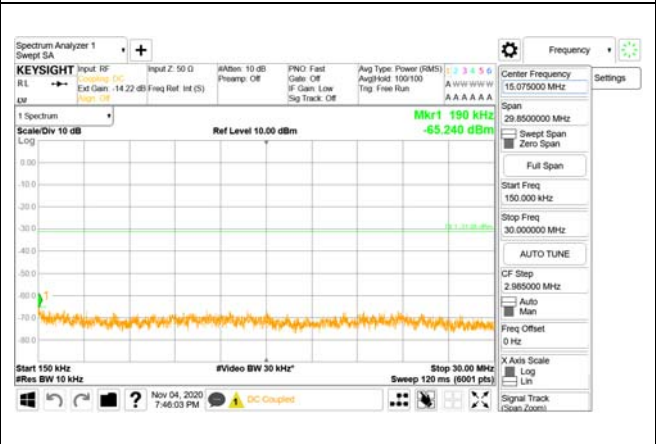 Spectrum Analyzer 1
Swept SA
Frequency
KEYSIGHT
Input: RF
Coupling: DC
Align: Off
RL
Ext Gain: -14.22 dB
Input Z: 50 Ω
Freq Ref: Int (S)
#Atten: 10 dB
Preamp: Off
PNO: Fast
Gate: Off
IF Gain: Low
Sig Track: Off
Avg Type: Power (RMS)
Avg|Hold: 100/100
Trig: Free Run
1 2 3 4 5 6
A W W W W W
A A A A A A
1 Spectrum
Mkr1 190 kHz
-65.240 dBm
Scale/Div 10 dB
Ref Level 10.00 dBm
Log
0.00
-10.0
-20.0
-30.0
-40.0
-50.0
-60.0
-70.0
-80.0
1
Start 150 kHz
#Video BW 30 kHz*
Stop 30.00 MHz
#Res BW 10 kHz
Sweep 120 ms (6001 pts)
Nov 04, 2020
7:46:03 PM
DC Coupled
Settings
Center Frequency
15.075000 MHz
Span
29.8500000 MHz
Swept Span
Zero Span
Full Span
Start Freq
150.000 kHz
Stop Freq
30.000000 MHz
AUTO TUNE
CF Step
2.985000 MHz
Auto
Man
Freq Offset
0 Hz
X Axis Scale
Log
Lin
Signal Track
(Span Zoom)